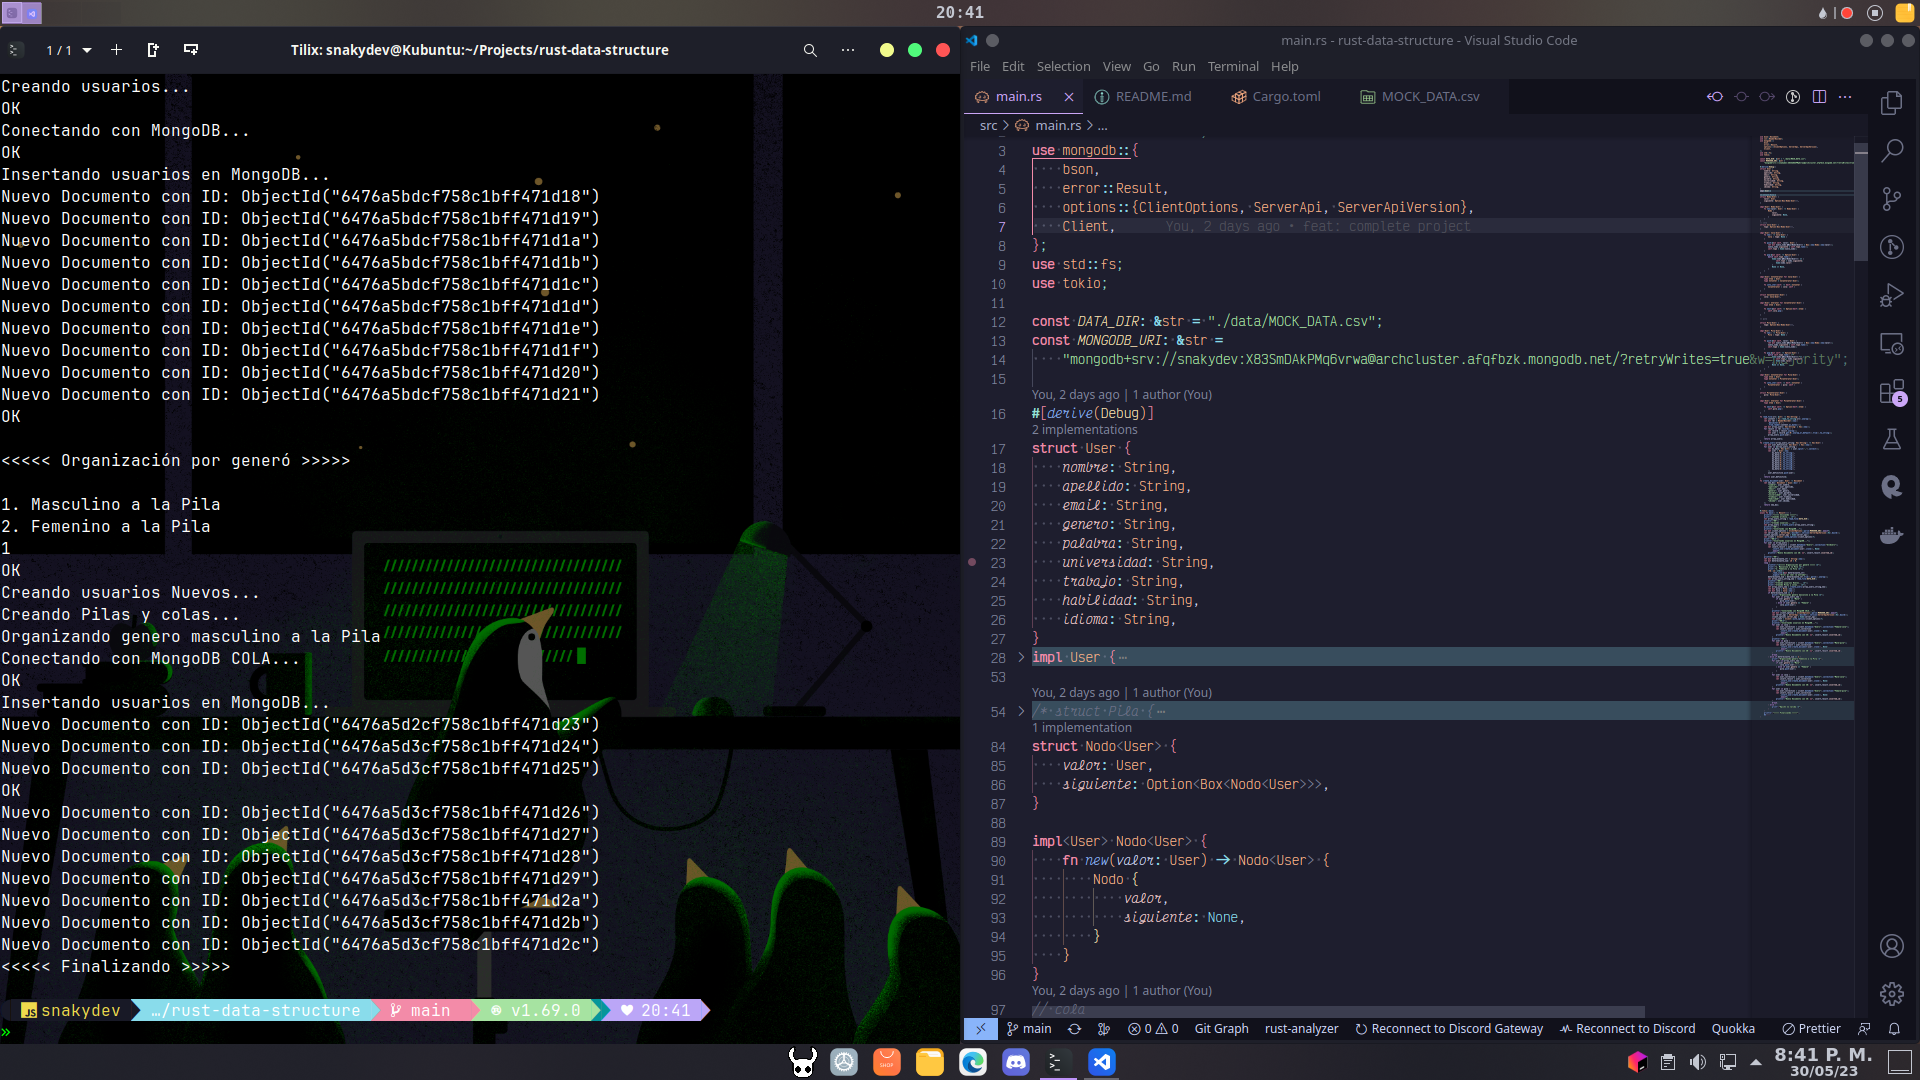 20:41
1 / 1
Tilix: snakydev@Kubuntu:~/Projects/rust-data-structure
Creando usuarios...
OK
Conectando con MongoDB...
OK
Insertando usuarios en MongoDB...
Nuevo Documento con ID: ObjectId("6476a5bdcf758c1bff471d18")
Nuevo Documento con ID: ObjectId("6476a5bdcf758c1bff471d19")
Nuevo Documento con ID: ObjectId("6476a5bdcf758c1bff471d1a")
Nuevo Documento con ID: ObjectId("6476a5bdcf758c1bff471d1b")
Nuevo Documento con ID: ObjectId("6476a5bdcf758c1bff471d1c")
Nuevo Documento con ID: ObjectId("6476a5bdcf758c1bff471d1d")
Nuevo Documento con ID: ObjectId("6476a5bdcf758c1bff471d1e")
Nuevo Documento con ID: ObjectId("6476a5bdcf758c1bff471d1f")
Nuevo Documento con ID: ObjectId("6476a5bdcf758c1bff471d20")
Nuevo Documento con ID: ObjectId("6476a5bdcf758c1bff471d21")
OK
<<<<< Organización por generó >>>>>
1. Masculino a la Pila
2. Femenino a la Pila
1
OK
Creando usuarios Nuevos...
Creando Pilas y colas...
Organizando genero masculino a la Pila
Conectando con MongoDB COLA...
OK
Insertando usuarios en MongoDB...
Nuevo Documento con ID: ObjectId("6476a5d2cf758c1bff471d23")
Nuevo Documento con ID: ObjectId("6476a5d3cf758c1bff471d24")
Nuevo Documento con ID: ObjectId("6476a5d3cf758c1bff471d25")
OK
Nuevo Documento con ID: ObjectId("6476a5d3cf758c1bff471d26")
Nuevo Documento con ID: ObjectId("6476a5d3cf758c1bff471d27")
Nuevo Documento con ID: ObjectId("6476a5d3cf758c1bff471d28")
Nuevo Documento con ID: ObjectId("6476a5d3cf758c1bff471d29")
Nuevo Documento con ID: ObjectId("6476a5d3cf758c1bff471d2a")
Nuevo Documento con ID: ObjectId("6476a5d3cf758c1bff471d2b")
Nuevo Documento con ID: ObjectId("6476a5d3cf758c1bff471d2c")
<<<<< Finalizando >>>>>
JS snakydev …/rust-data-structure main v1.69.0 20:41
»
main.rs - rust-data-structure - Visual Studio Code
File Edit Selection View Go Run Terminal Help
main.rs README.md Cargo.toml MOCK_DATA.csv
src > main.rs > ...
3 use mongodb::{
4 bson,
5 error::Result,
6 options::{ClientOptions, ServerApi, ServerApiVersion},
7 Client, You, 2 days ago • feat: complete project
8 };
9 use std::fs;
10 use tokio;
11
12 const DATA_DIR: &str = "./data/MOCK_DATA.csv";
13 const MONGODB_URI: &str =
14 "mongodb+srv://snakydev:X83SmDAkPMq6vrwa@archcluster.afqfbzk.mongodb.net/?retryWrites=true&w=majority";
15
You, 2 days ago | 1 author (You)
16 #[derive(Debug)]
2 implementations
17 struct User {
18 nombre: String,
19 apellido: String,
20 email: String,
21 genero: String,
22 palabra: String,
23 universidad: String,
24 trabajo: String,
25 habilidad: String,
26 idioma: String,
27 }
28 impl User {⋯
53
You, 2 days ago | 1 author (You)
54 /* struct Pila {⋯
1 implementation
84 struct Nodo<User> {
85 valor: User,
86 siguiente: Option<Box<Nodo<User>>>,
87 }
88
89 impl<User> Nodo<User> {
90 fn new(valor: User) -> Nodo<User> {
91 Nodo {
92 valor,
93 siguiente: None,
94 }
95 }
96 }
You, 2 days ago | 1 author (You)
97 // cola
5
main 0 0 Git Graph rust-analyzer Reconnect to Discord Gateway Reconnect to Discord Quokka Prettier
8:41 P. M.
30/05/23